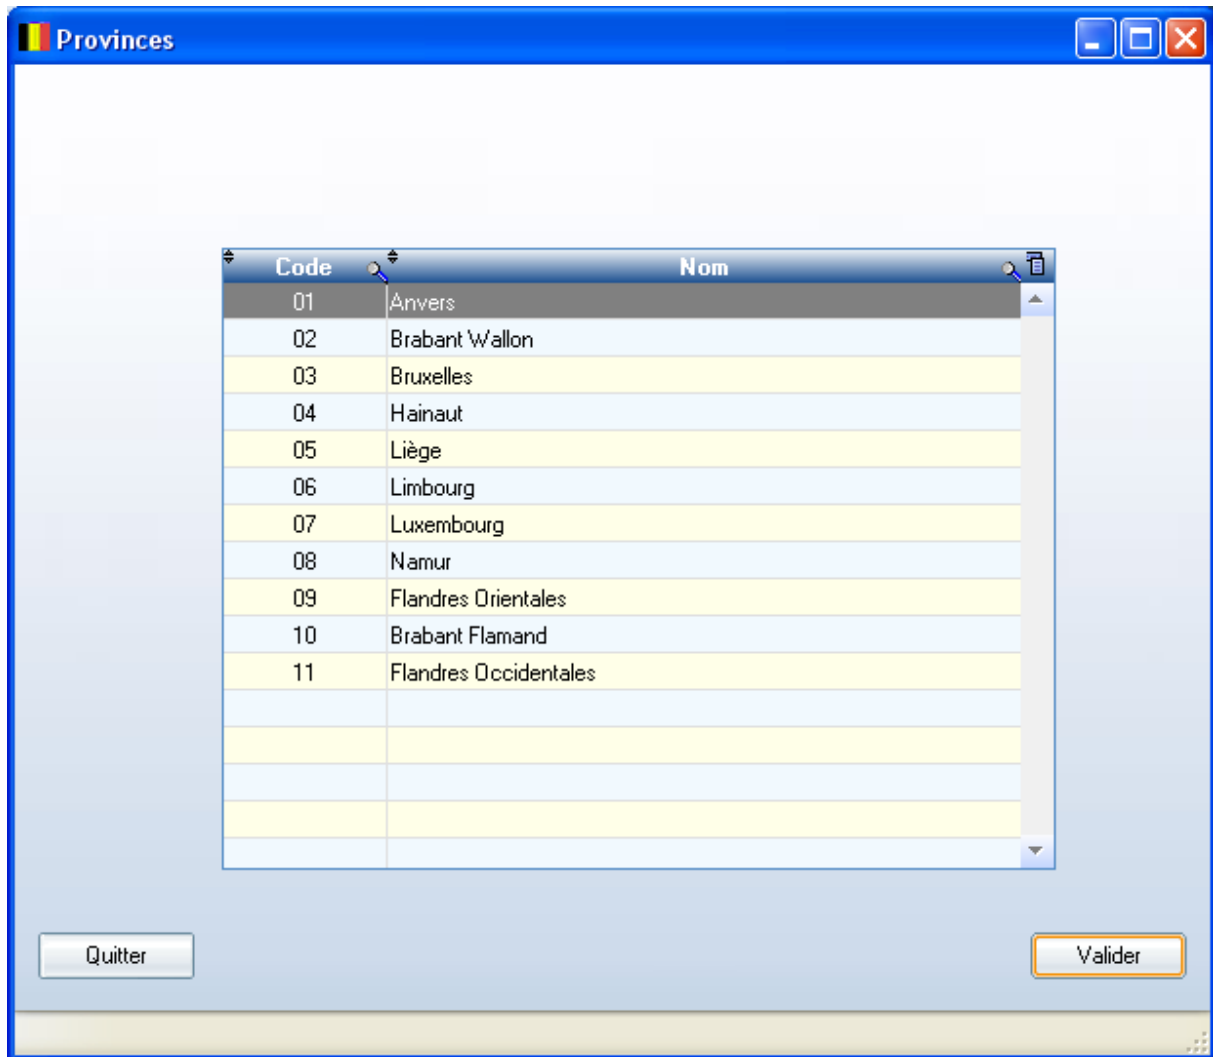 Provinces
Code Nom
01 Anvers
02 Brabant Wallon
03 Bruxelles
04 Hainaut
05 Liège
06 Limbourg
07 Luxembourg
08 Namur
09 Flandres Orientales
10 Brabant Flamand
11 Flandres Occidentales
Quitter Valider